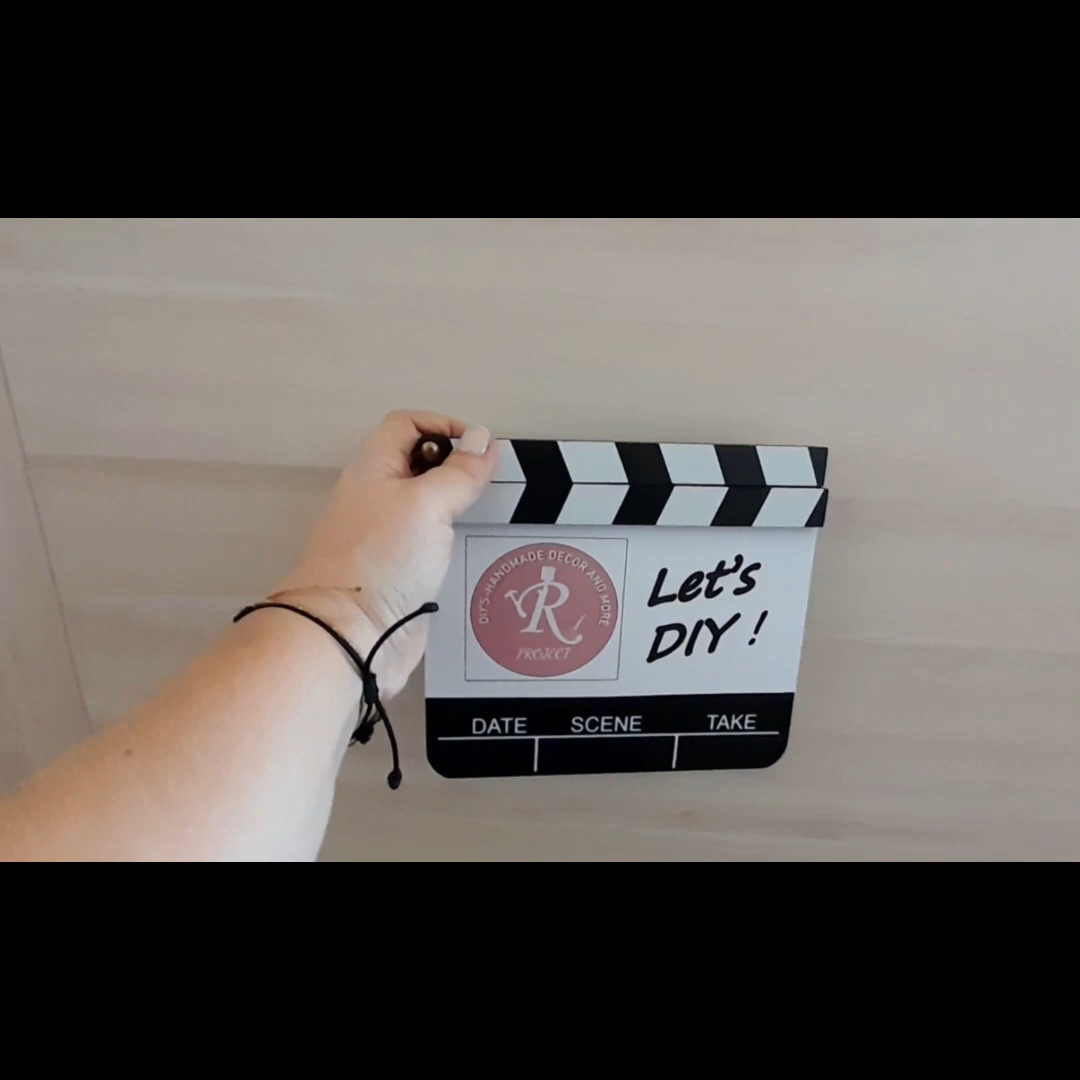 DIYS-HANDMADE DECOR AND MORE
R
PROJECT
Let's
DIY !
DATE SCENE TAKE